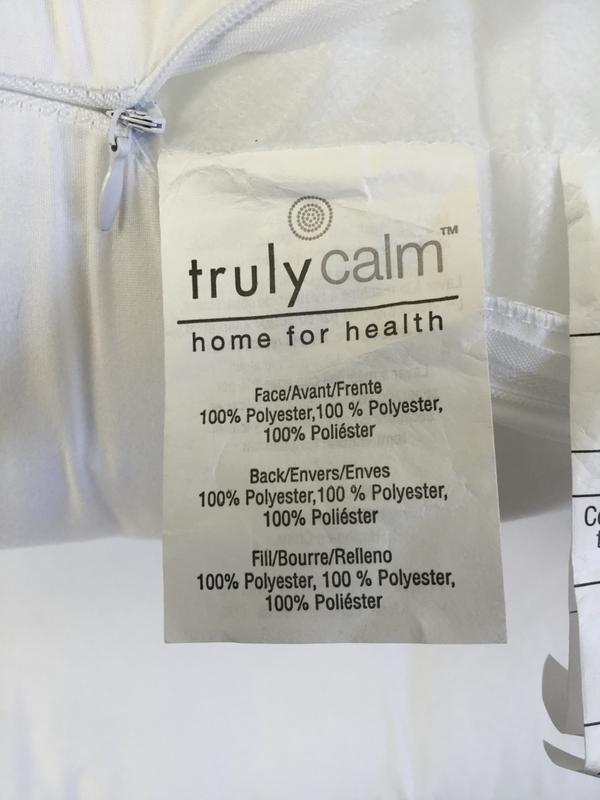 truly calm™
home for health
Face/Avant/Frente
100% Polyester,100 % Polyester,
100% Poliéster
Back/Envers/Enves
100% Polyester,100 % Polyester,
100% Poliéster
Fill/Bourre/Relleno
100% Polyester, 100 % Polyester,
100% Poliéster